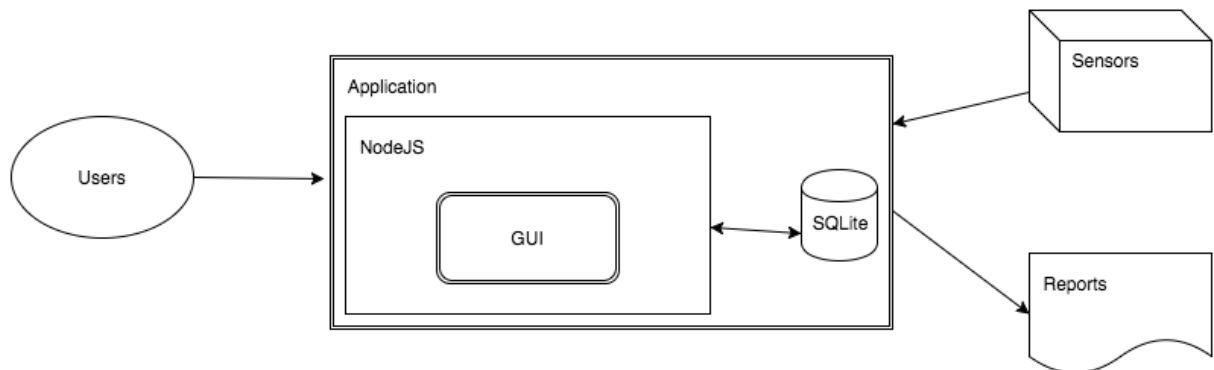 Sensors
Application
NodeJS
Users
GUI
SQLite
Reports